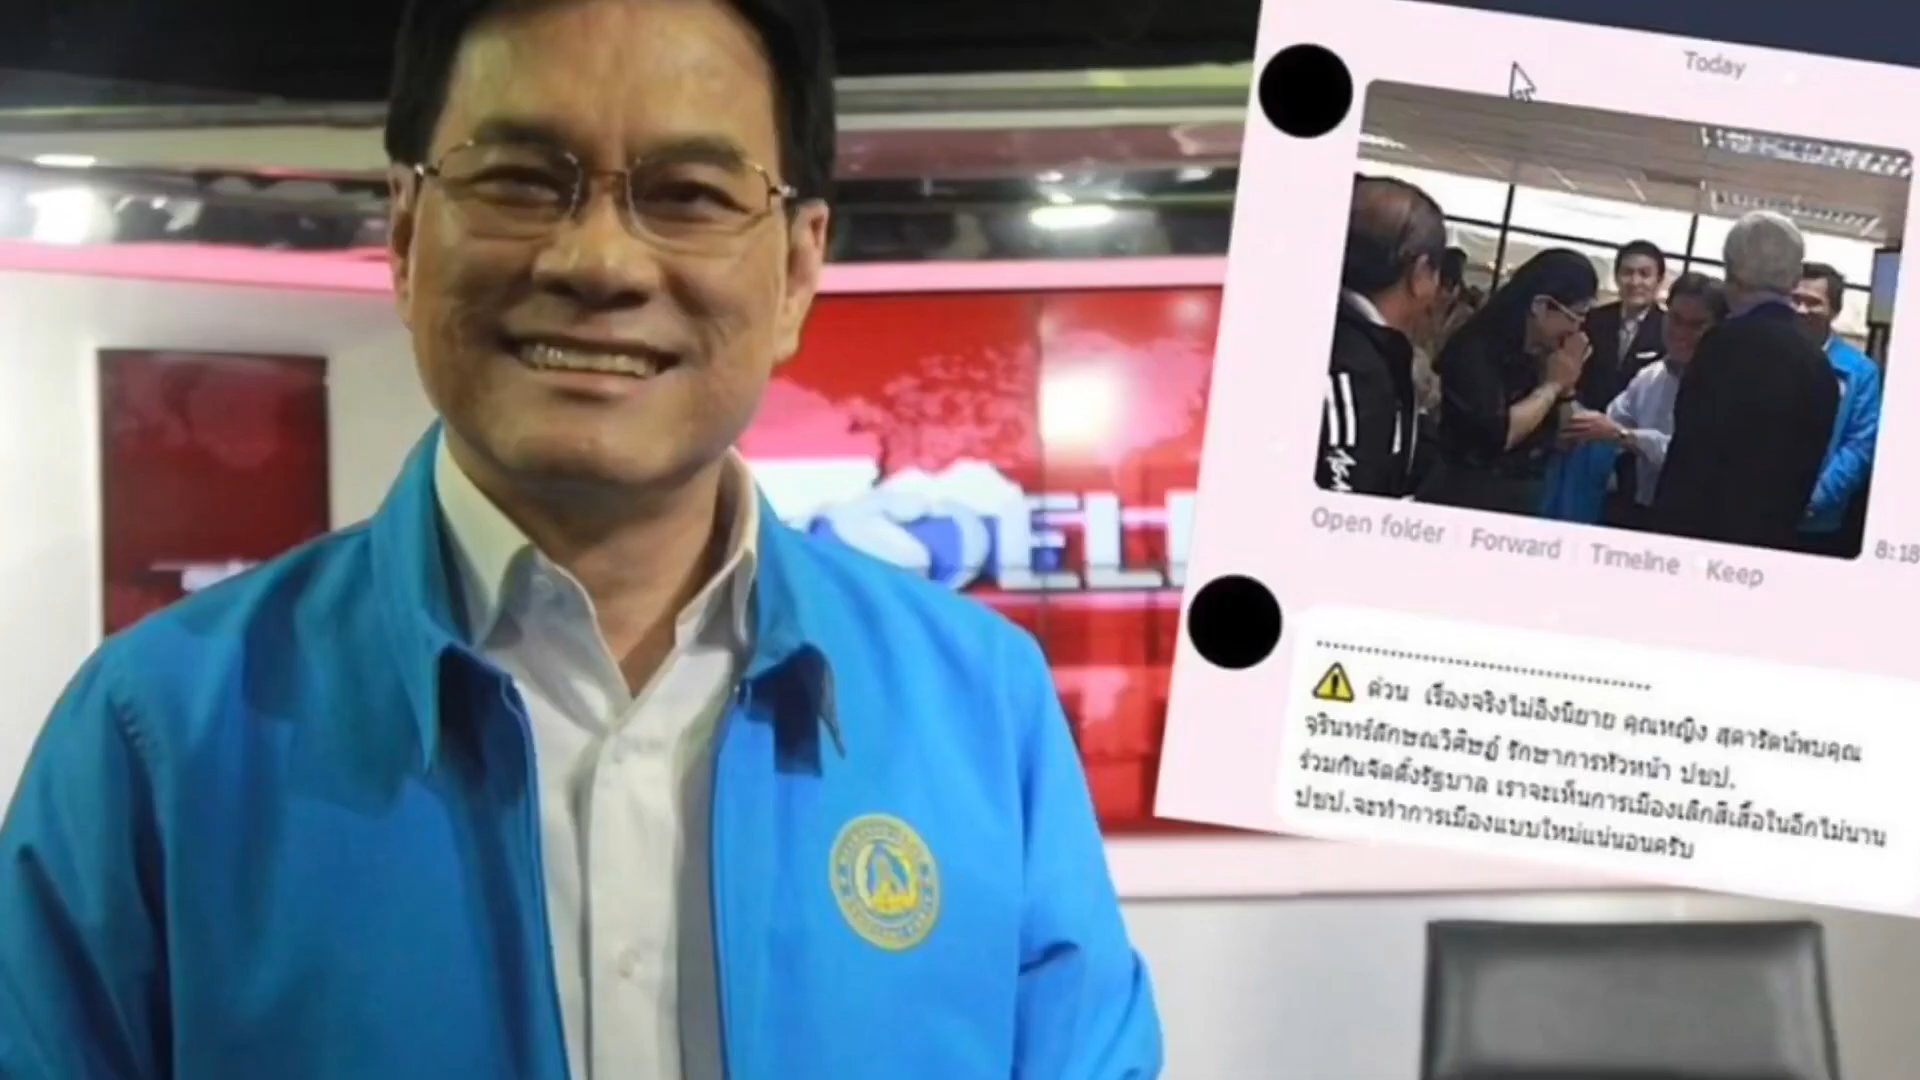 Today
Open folder Forward Timeline Keep
8:18
ด่วน เรื่องจริงไม่อิงนิยาย คุณหญิง สุดารัตน์พบคุณ
จุรินทร์ลักษณวิศิษฏ์ รักษาการหัวหน้า ปชป.
ร่วมกันจัดตั้งรัฐบาล เราจะเห็นการเมืองเลิกสีเสื้อในอีกไม่นาน
ปชป.จะทำการเมืองแบบใหม่แน่นอนครับ